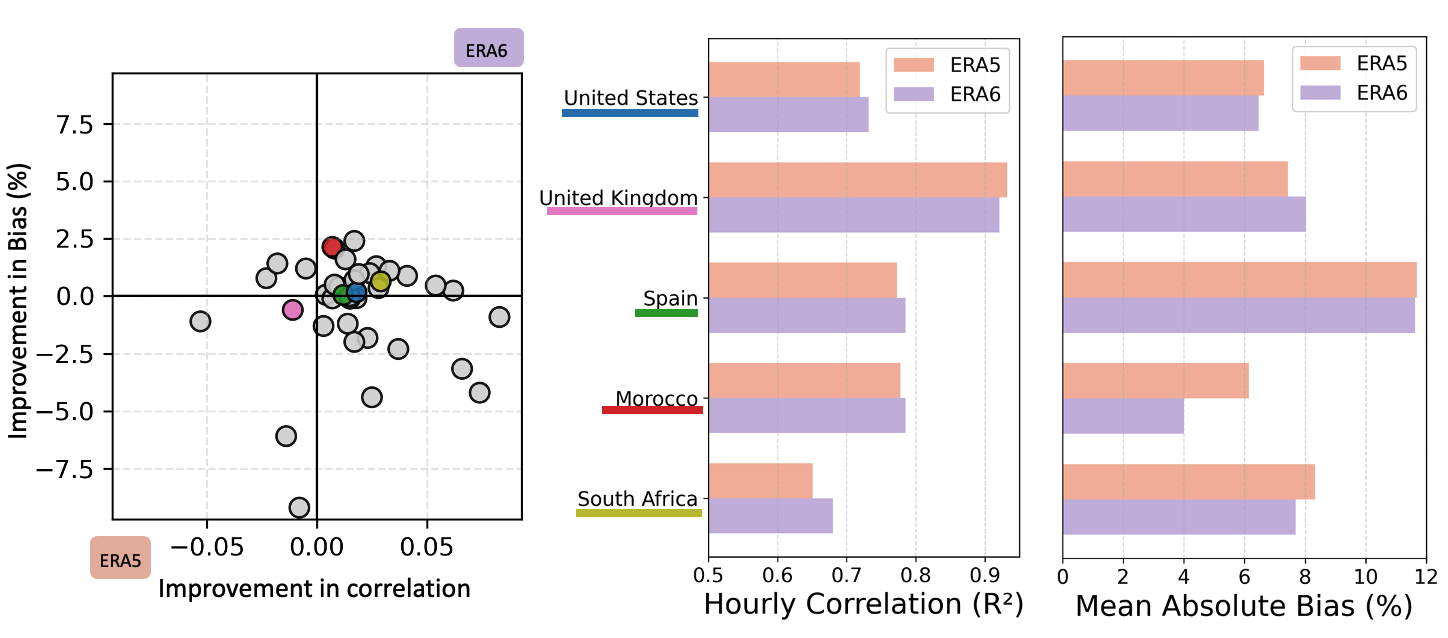 ERA6
7.5
5.0
2.5
0.0
−2.5
−5.0
−7.5
Improvement in Bias (%)
−0.05 0.00 0.05
ERA5
Improvement in correlation
ERA5
ERA6
United States
United Kingdom
Spain
Morocco
South Africa
0.5 0.6 0.7 0.8 0.9
Hourly Correlation (R²)
ERA5
ERA6
0 2 4 6 8 10 12
Mean Absolute Bias (%)